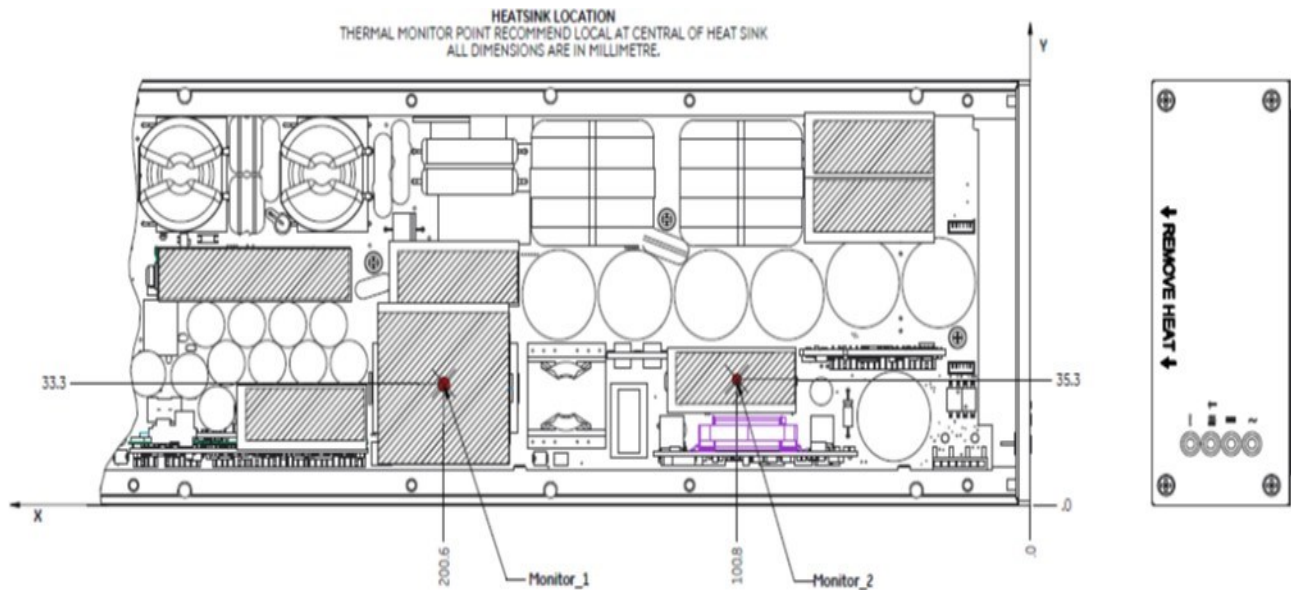 HEATSINK LOCATION
THERMAL MONITOR POINT RECOMMEND LOCAL AT CENTRAL OF HEAT SINK
ALL DIMENSIONS ARE IN MILLIMETRE.
Y
REMOVE HEAT
33.3
35.3
X
.0
200.6
100.8
.0
Monitor_1
Monitor_2